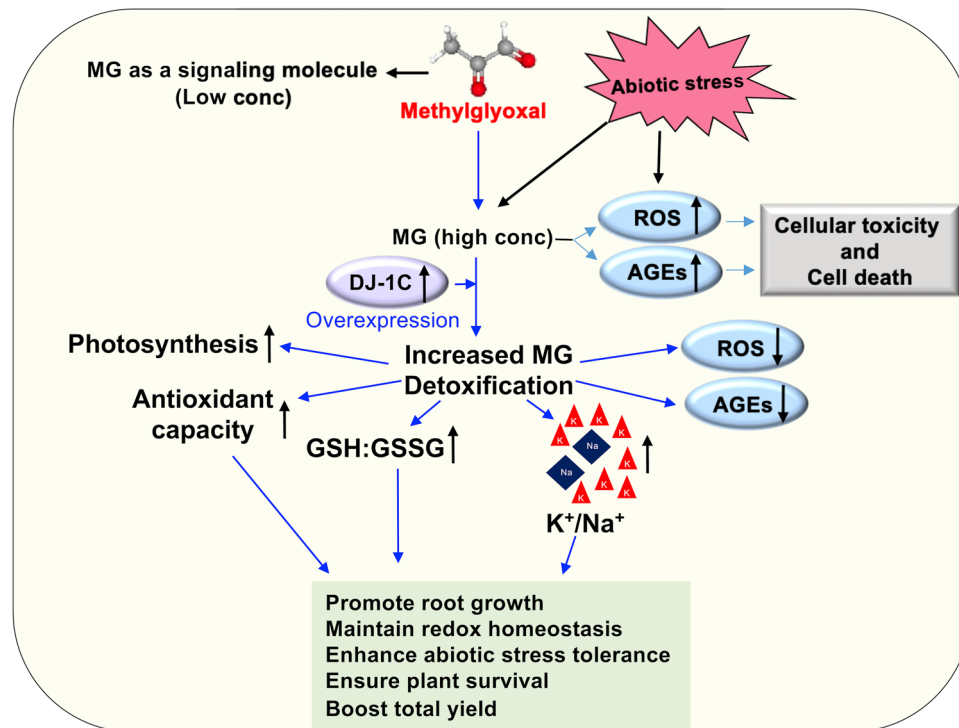 MG as a signaling molecule
(Low conc)
Methylglyoxal
Abiotic stress
MG (high conc)
ROS
AGEs
Cellular toxicity
and
Cell death
DJ-1C
Overexpression
Photosynthesis
Increased MG
Detoxification
ROS
AGEs
Antioxidant
capacity
GSH:GSSG
K
K
K
K
Na
K
Na
K
K
K
K
K⁺/Na⁺
Promote root growth
Maintain redox homeostasis
Enhance abiotic stress tolerance
Ensure plant survival
Boost total yield